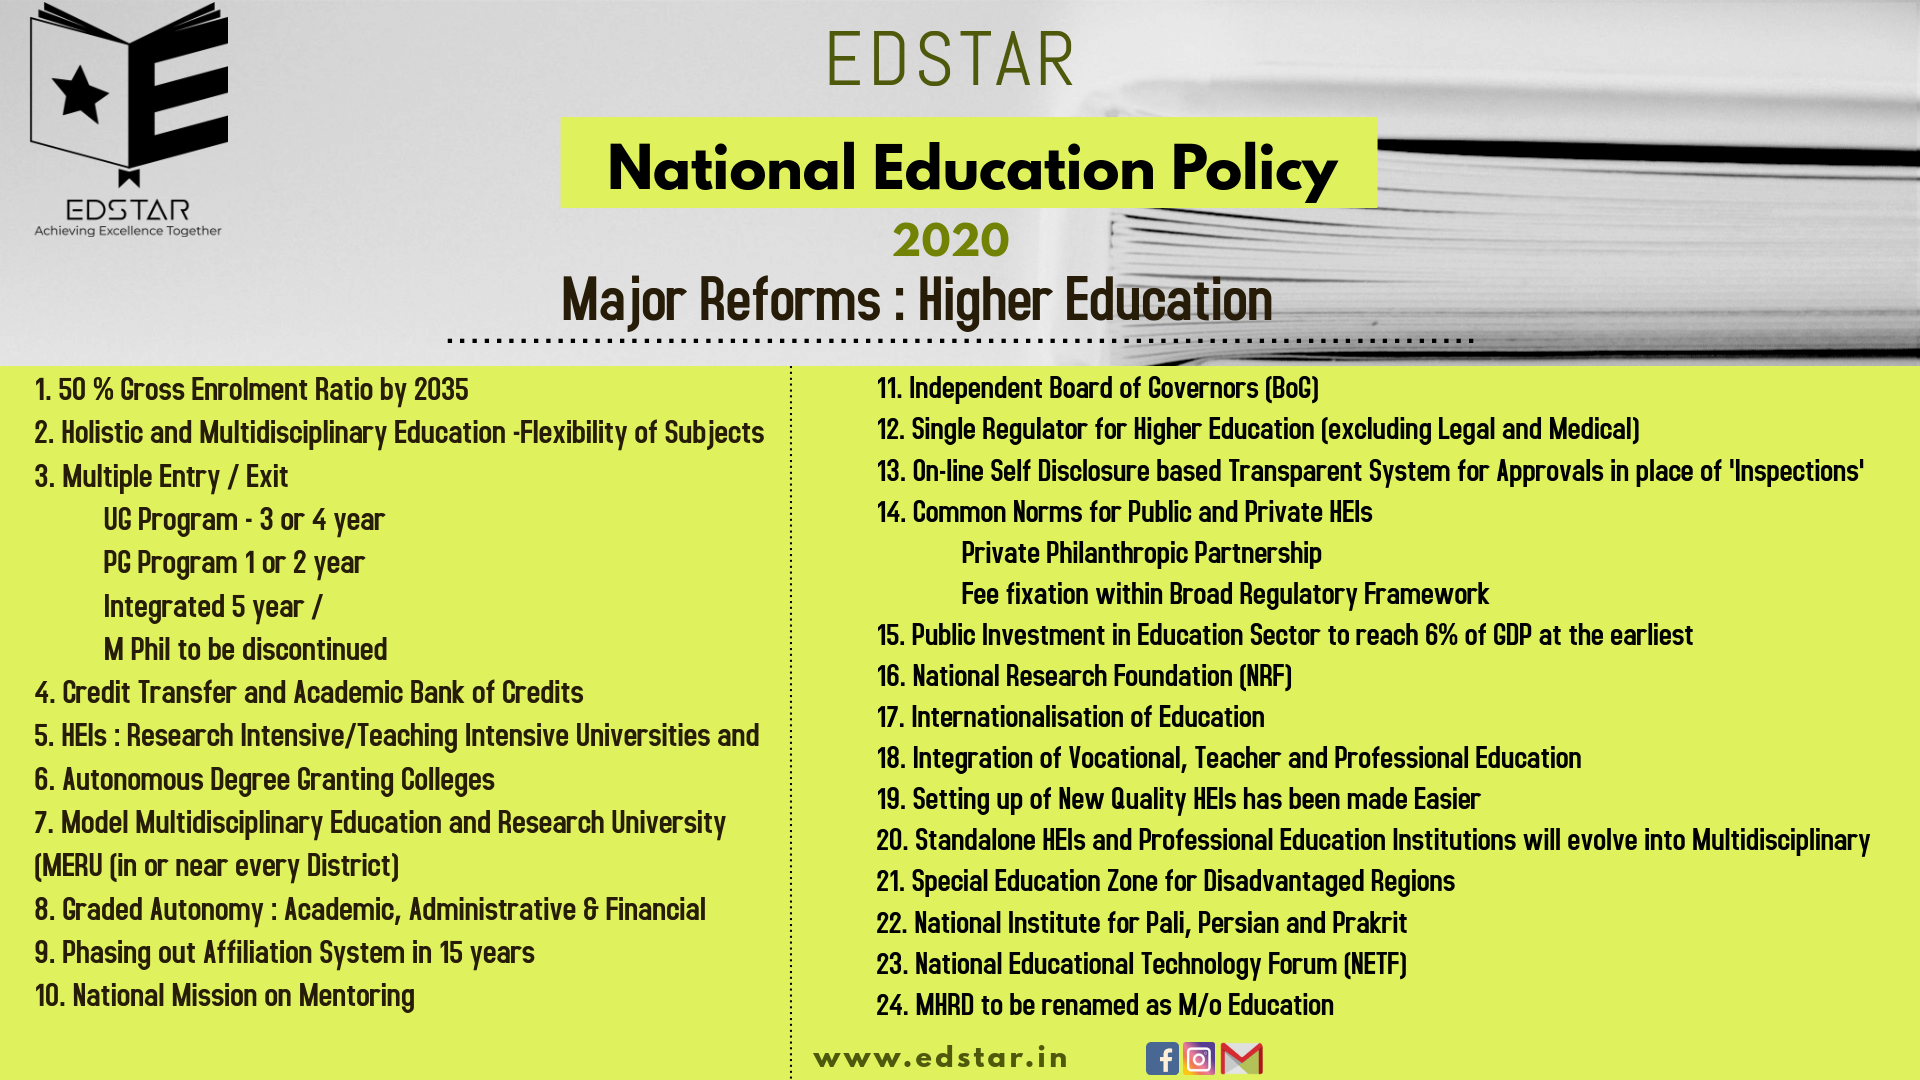 EDSTAR
Achieving Excellence Together
EDSTAR
National Education Policy
2020
Major Reforms : Higher Education
1. 50 % Gross Enrolment Ratio by 2035
2. Holistic and Multidisciplinary Education -Flexibility of Subjects
3. Multiple Entry / Exit
UG Program - 3 or 4 year
PG Program 1 or 2 year
Integrated 5 year /
M Phil to be discontinued
4. Credit Transfer and Academic Bank of Credits
5. HEIs : Research Intensive/Teaching Intensive Universities and
6. Autonomous Degree Granting Colleges
7. Model Multidisciplinary Education and Research University
(MERU (in or near every District)
8. Graded Autonomy : Academic, Administrative & Financial
9. Phasing out Affiliation System in 15 years
10. National Mission on Mentoring
11. Independent Board of Governors (BoG)
12. Single Regulator for Higher Education (excluding Legal and Medical)
13. On-line Self Disclosure based Transparent System for Approvals in place of 'Inspections'
14. Common Norms for Public and Private HEIs
Private Philanthropic Partnership
Fee fixation within Broad Regulatory Framework
15. Public Investment in Education Sector to reach 6% of GDP at the earliest
16. National Research Foundation (NRF)
17. Internationalisation of Education
18. Integration of Vocational, Teacher and Professional Education
19. Setting up of New Quality HEIs has been made Easier
20. Standalone HEIs and Professional Education Institutions will evolve into Multidisciplinary
21. Special Education Zone for Disadvantaged Regions
22. National Institute for Pali, Persian and Prakrit
23. National Educational Technology Forum (NETF)
24. MHRD to be renamed as M/o Education
www.edstar.in